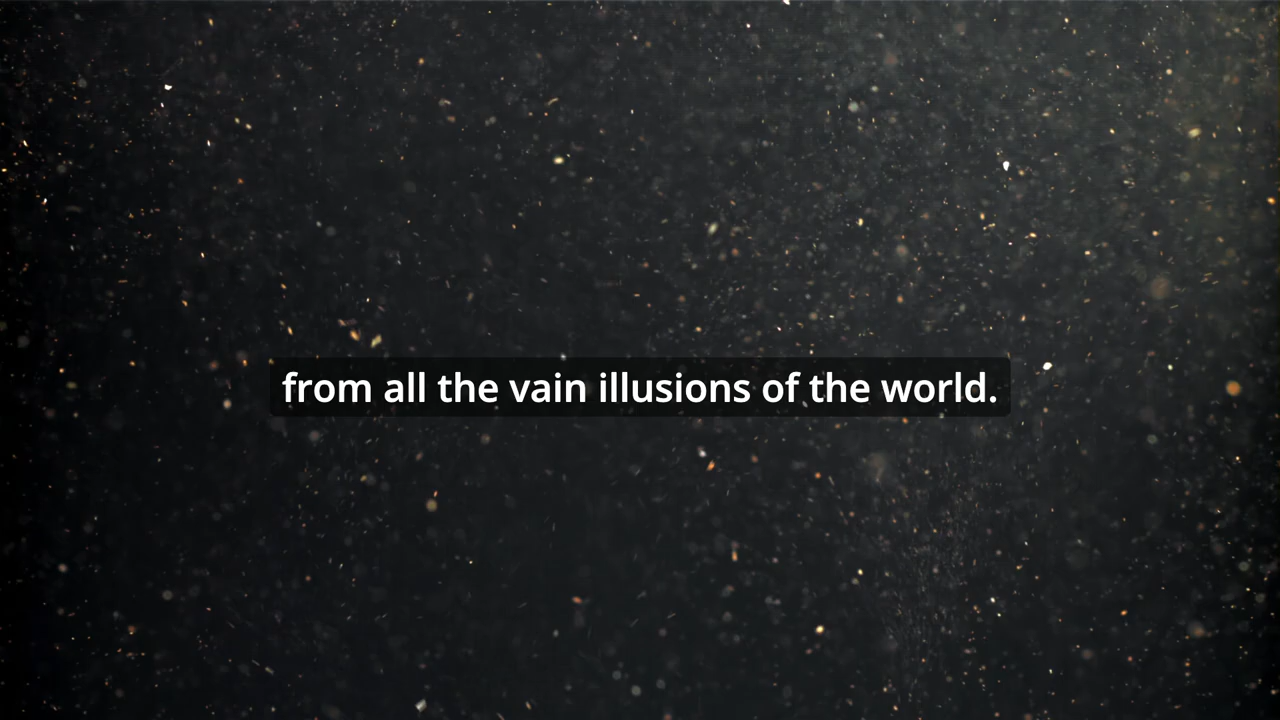 from all the vain illusions of the world.